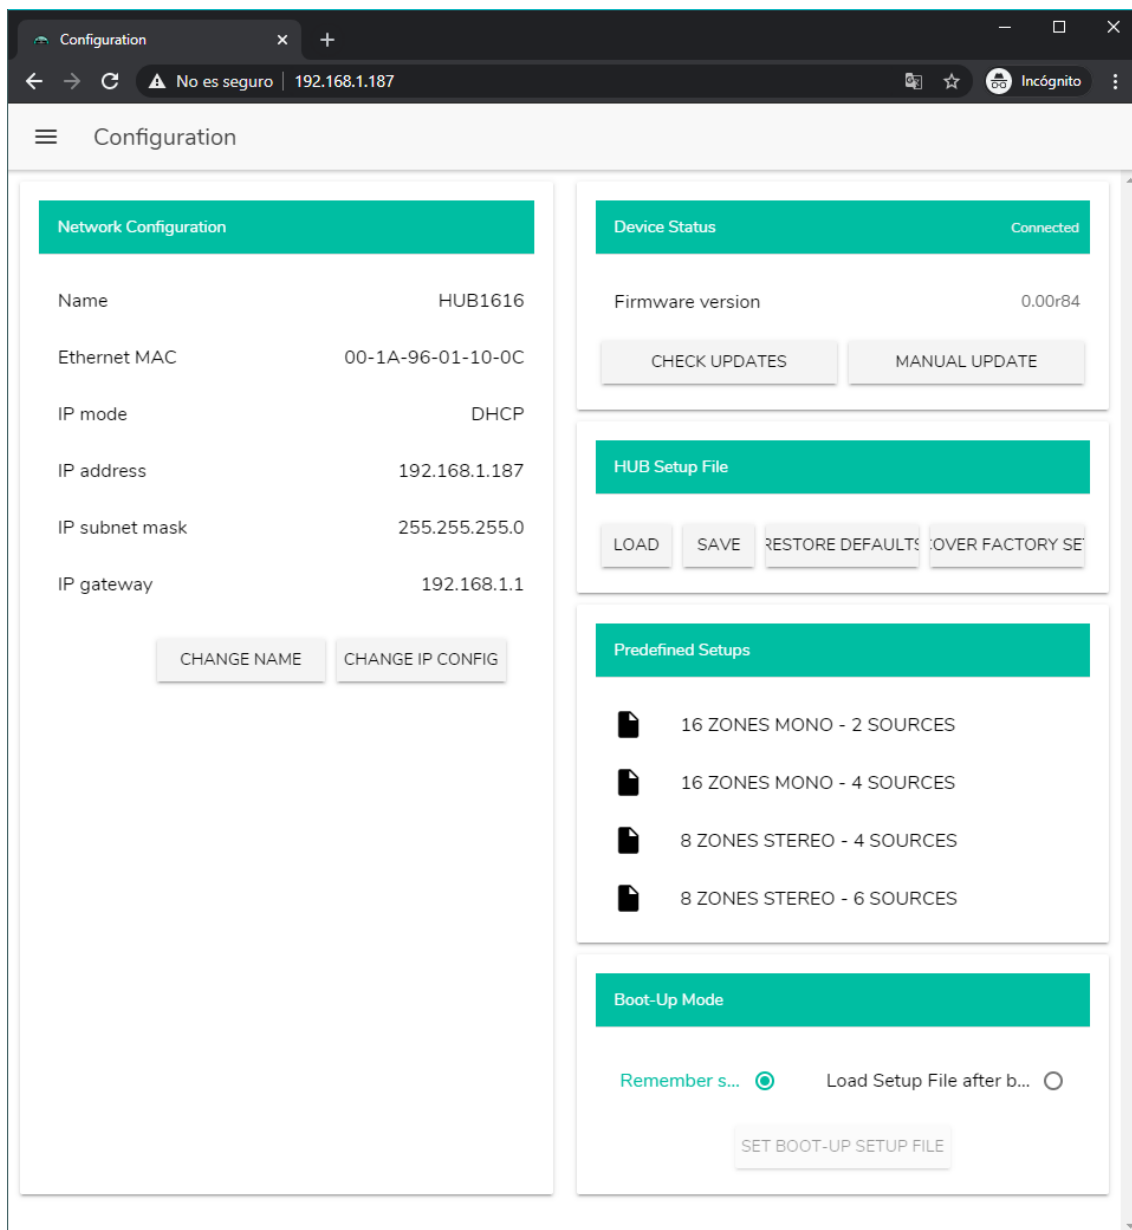 Configuration
No es seguro 192.168.1.187 Incógnito
Configuration
Network Configuration
Name HUB1616
Ethernet MAC 00-1A-96-01-10-0C
IP mode DHCP
IP address 192.168.1.187
IP subnet mask 255.255.255.0
IP gateway 192.168.1.1
CHANGE NAME CHANGE IP CONFIG
Device Status Connected
Firmware version 0.00r84
CHECK UPDATES MANUAL UPDATE
HUB Setup File
LOAD SAVE RESTORE DEFAULTS COVER FACTORY SE
Predefined Setups
16 ZONES MONO - 2 SOURCES
16 ZONES MONO - 4 SOURCES
8 ZONES STEREO - 4 SOURCES
8 ZONES STEREO - 6 SOURCES
Boot-Up Mode
Remember s... Load Setup File after b...
SET BOOT-UP SETUP FILE